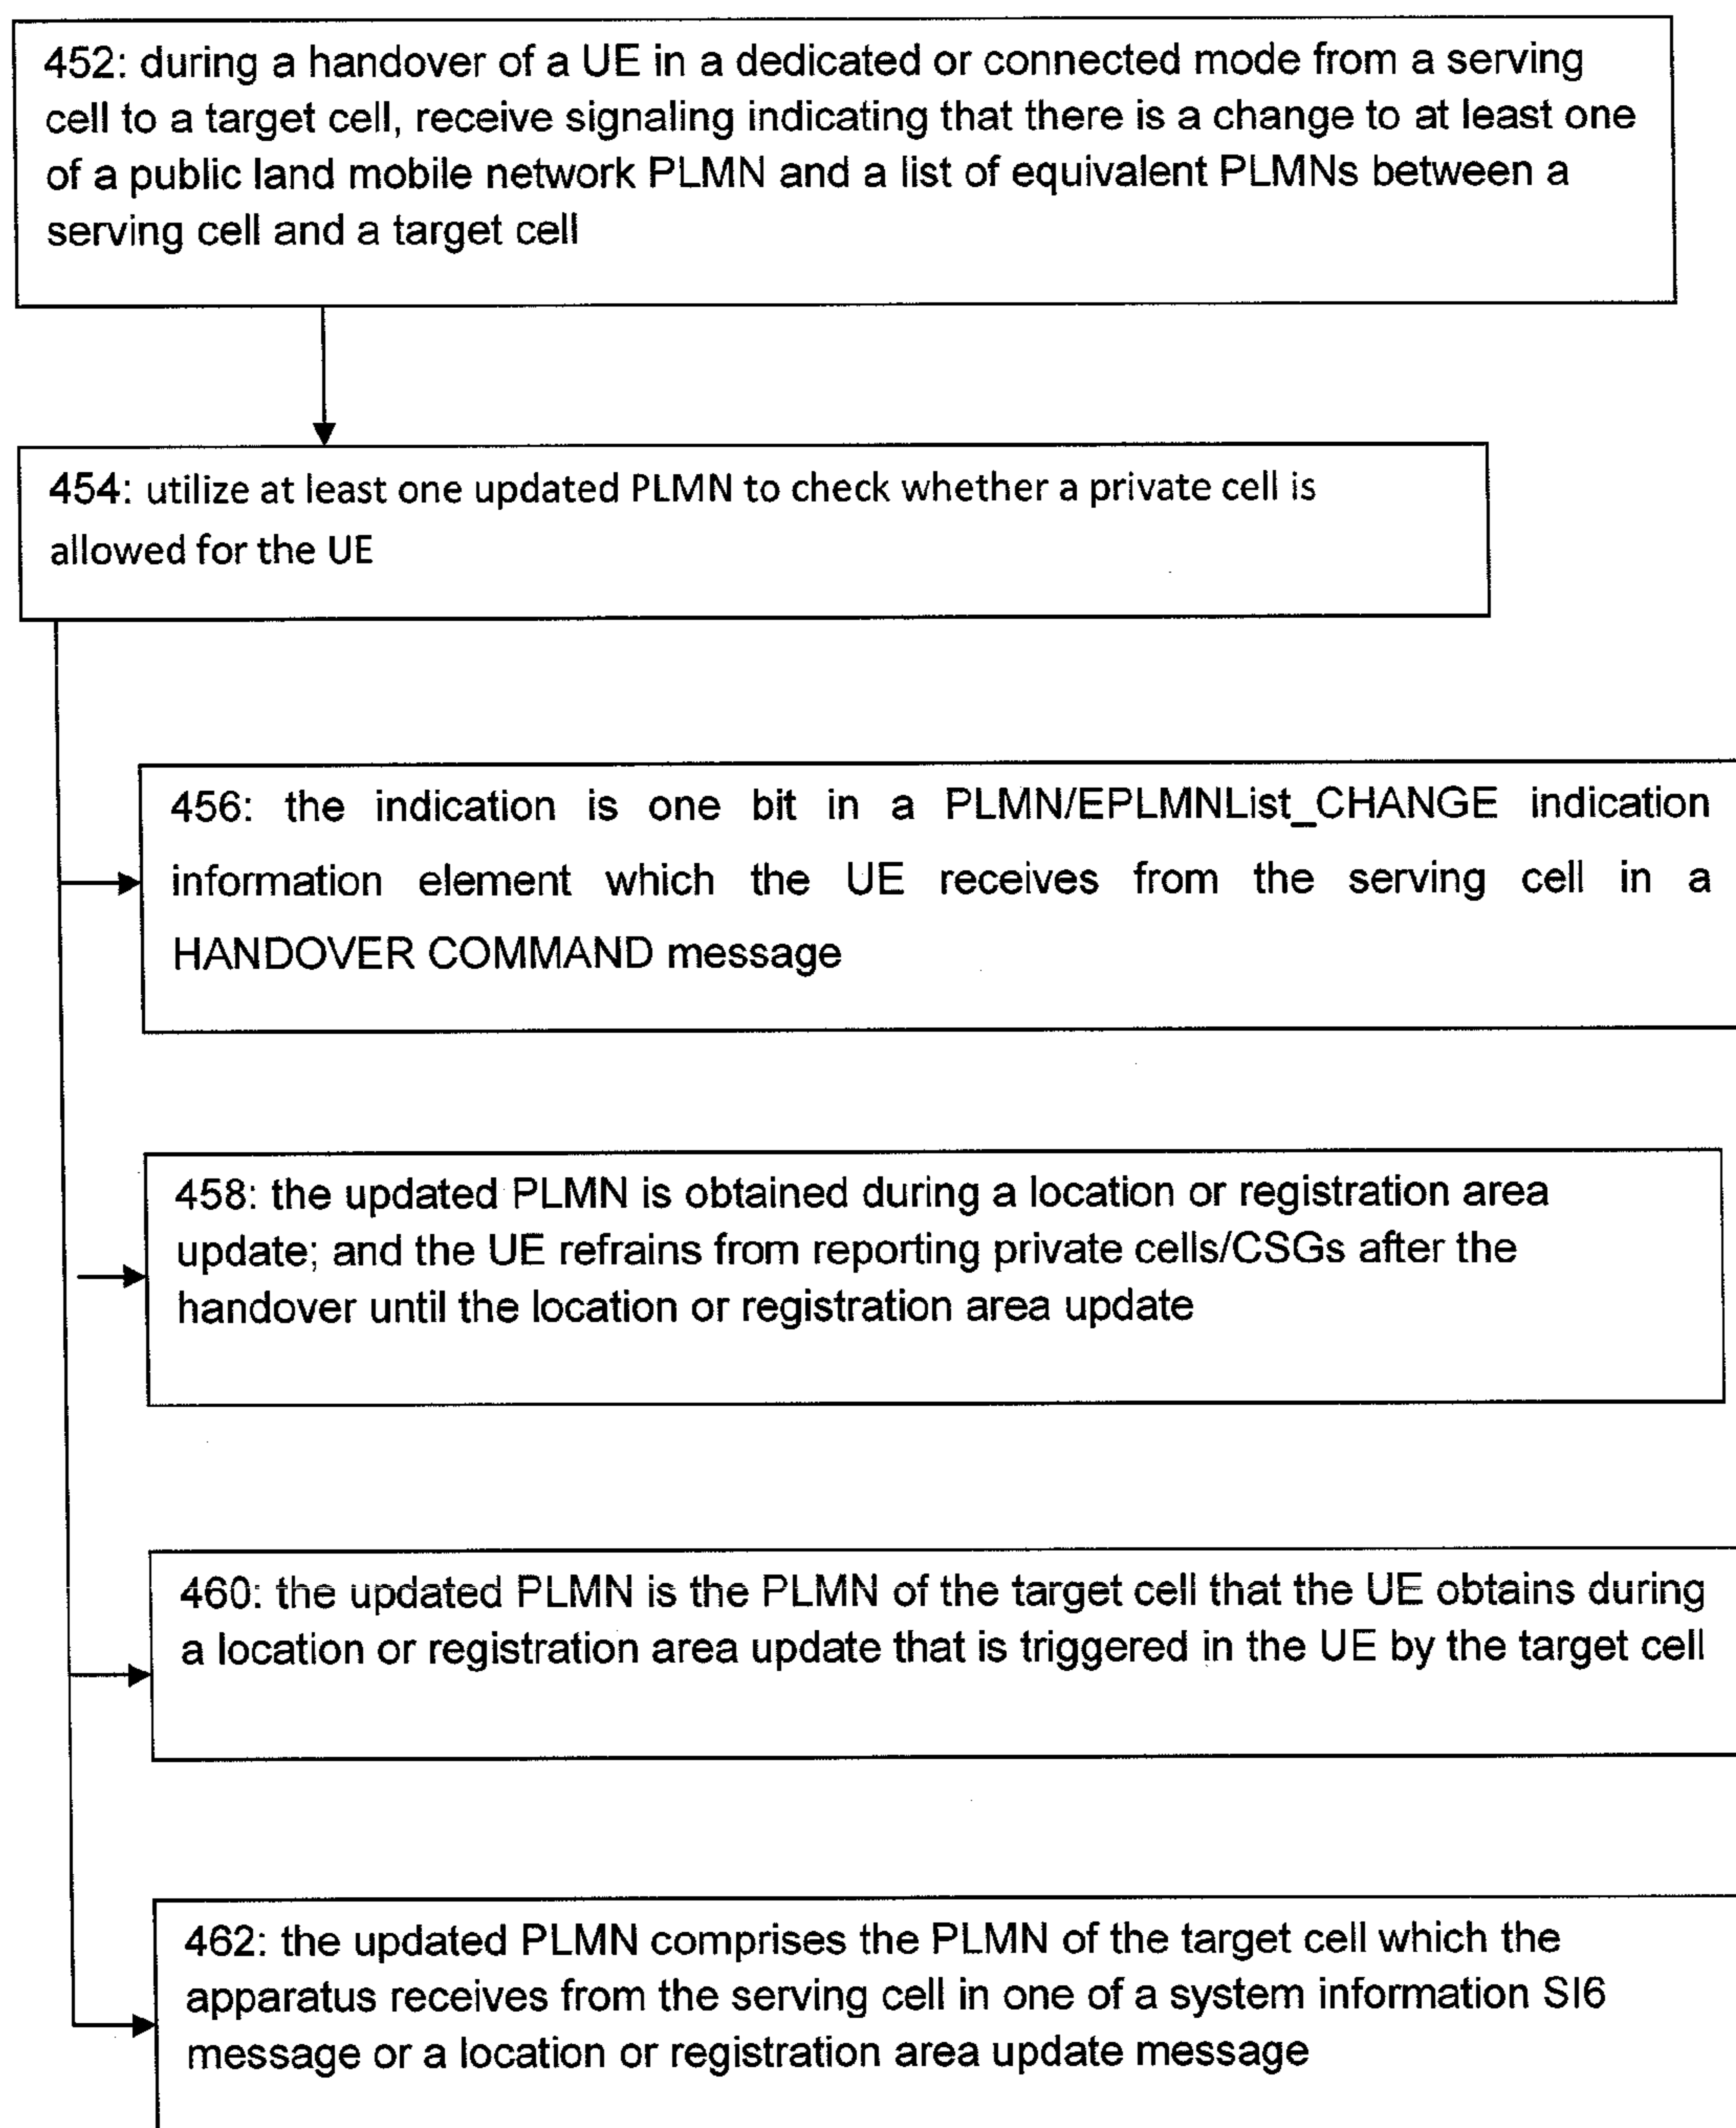 452: during a handover of a UE in a dedicated or connected mode from a serving
cell to a target cell, receive signaling indicating that there is a change to at least one
of a public land mobile network PLMN and a list of equivalent PLMNs between a
serving cell and a target cell
454: utilize at least one updated PLMN to check whether a private cell is
allowed for the UE
456: the indication is one bit in a PLMN/EPLMNList_CHANGE indication
information element which the UE receives from the serving cell in a
HANDOVER COMMAND message
458: the updated PLMN is obtained during a location or registration area
update; and the UE refrains from reporting private cells/CSGs after the
handover until the location or registration area update
460: the updated PLMN is the PLMN of the target cell that the UE obtains during
a location or registration area update that is triggered in the UE by the target cell
462: the updated PLMN comprises the PLMN of the target cell which the
apparatus receives from the serving cell in one of a system information SI6
message or a location or registration area update message